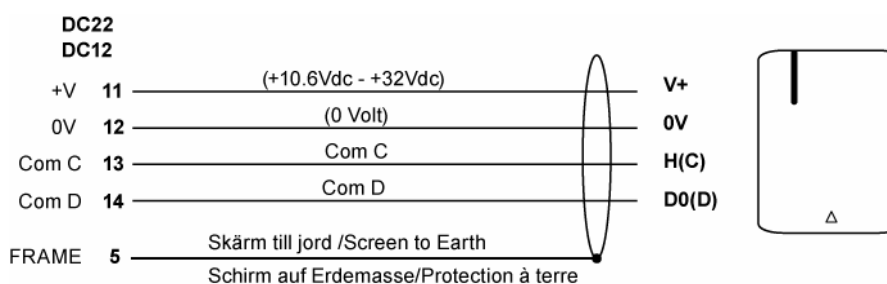 DC22
DC12
+V 11 (+10.6Vdc - +32Vdc) V+
0V 12 (0 Volt) 0V
Com C 13 Com C H(C)
Com D 14 Com D D0(D)
FRAME 5 Skärm till jord /Screen to Earth
Schirm auf Erdemasse/Protection à terre